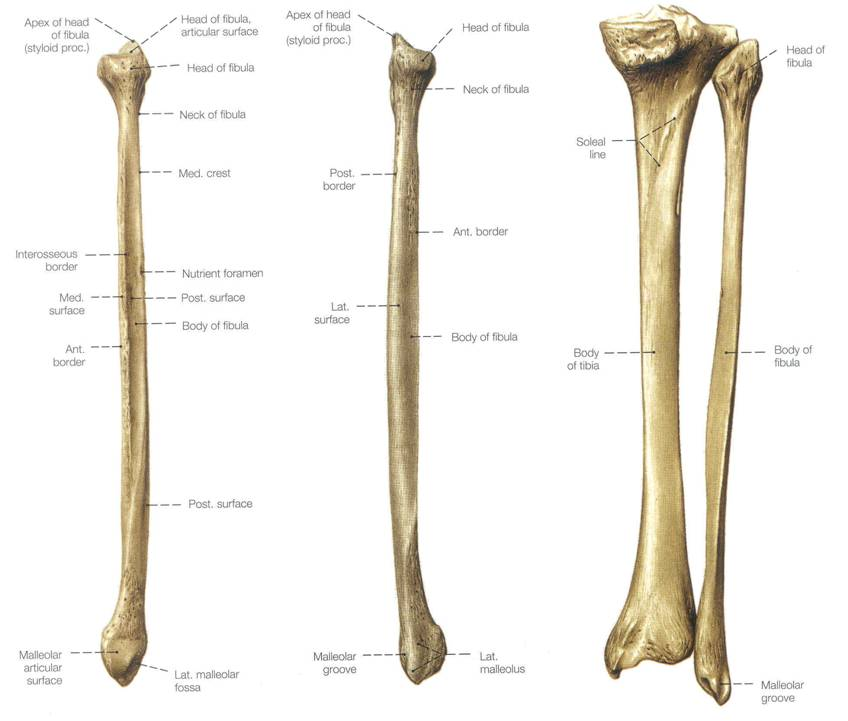 Apex of head
of fibula
(styloid proc.)
Head of fibula,
articular surface
Head of fibula
Neck of fibula
Med. crest
Interosseous
border
Nutrient foramen
Med.
surface
Post. surface
Body of fibula
Ant.
border
Post. surface
Malleolar
articular
surface
Lat. malleolar
fossa
Apex of head
of fibula
(styloid proc.)
Head of fibula
Neck of fibula
Post.
border
Ant. border
Lat.
surface
Body of fibula
Malleolar
groove
Lat.
malleolus
Head of
fibula
Soleal
line
Body
of tibia
Body of
fibula
Malleolar
groove